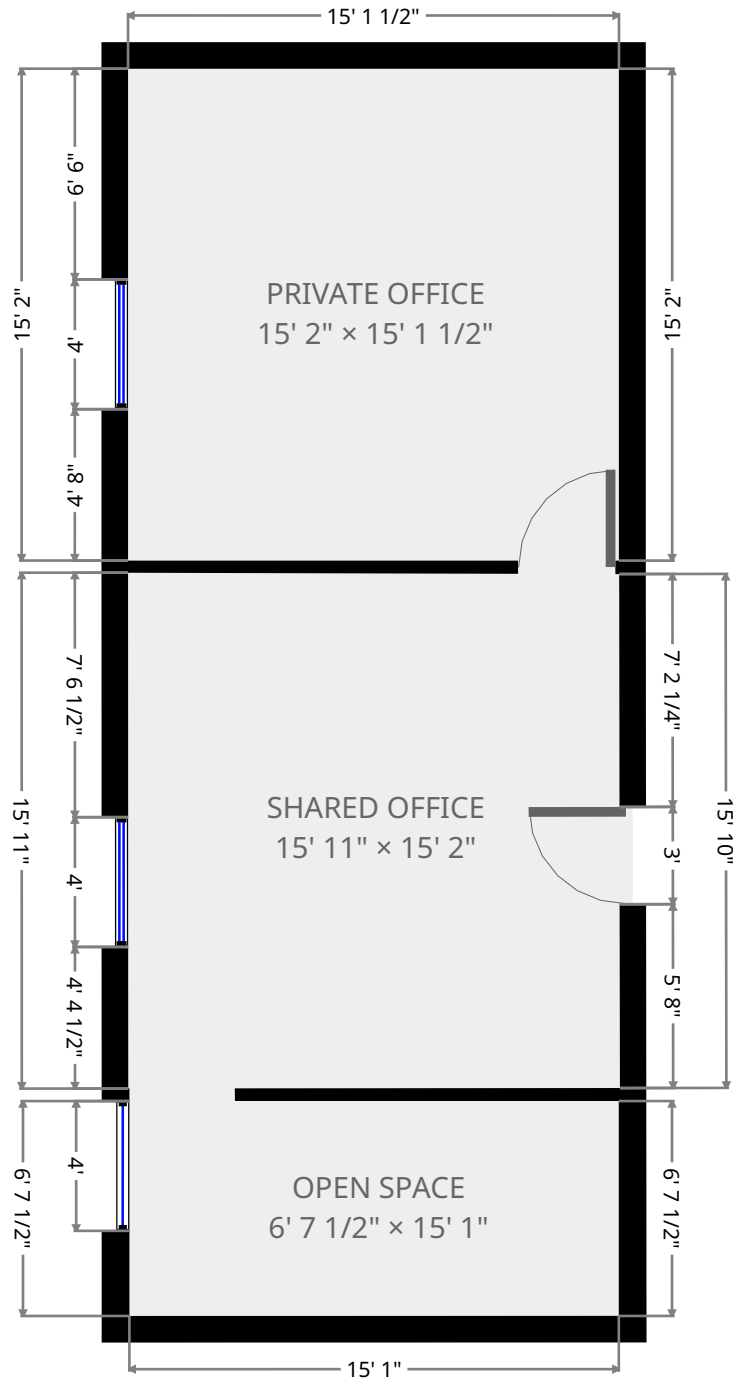 15' 1 1/2"
6' 6"
15' 2"
4'
4' 8"
PRIVATE OFFICE
15' 2" × 15' 1 1/2"
15' 2"
7' 6 1/2"
15' 11"
4'
4' 4 1/2"
SHARED OFFICE
15' 11" × 15' 2"
7' 2 1/4"
3'
15' 10"
5' 8"
4'
6' 7 1/2"
OPEN SPACE
6' 7 1/2" × 15' 1"
6' 7 1/2"
15' 1"